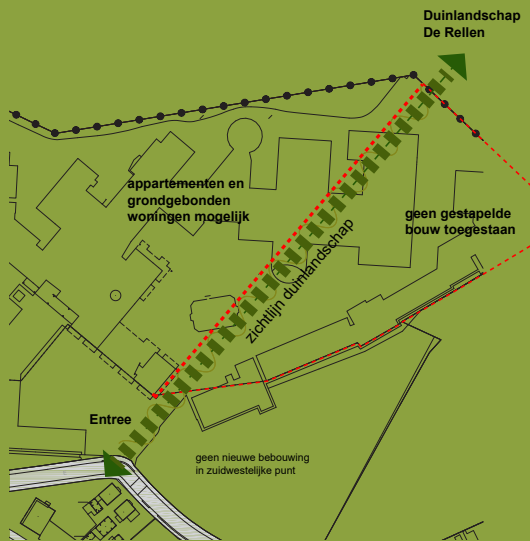 Duinlandschap
De Rellen
appartementen en
grondgebonden
woningen mogelijk
geen gestapelde
bouw toegestaan
zichtlijn duinlandschap
Entree
geen nieuwe bebouwing
in zuidwestelijke punt